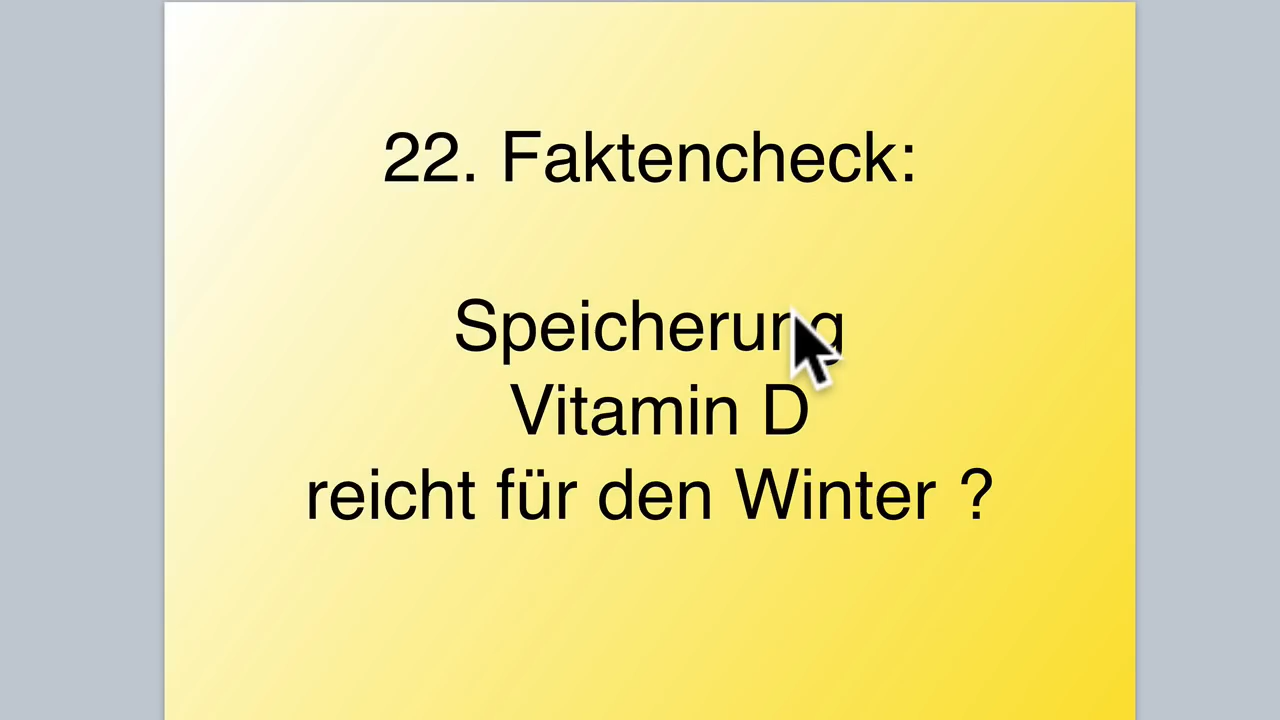 22. Faktencheck:
Speicherung
Vitamin D
reicht für den Winter ?